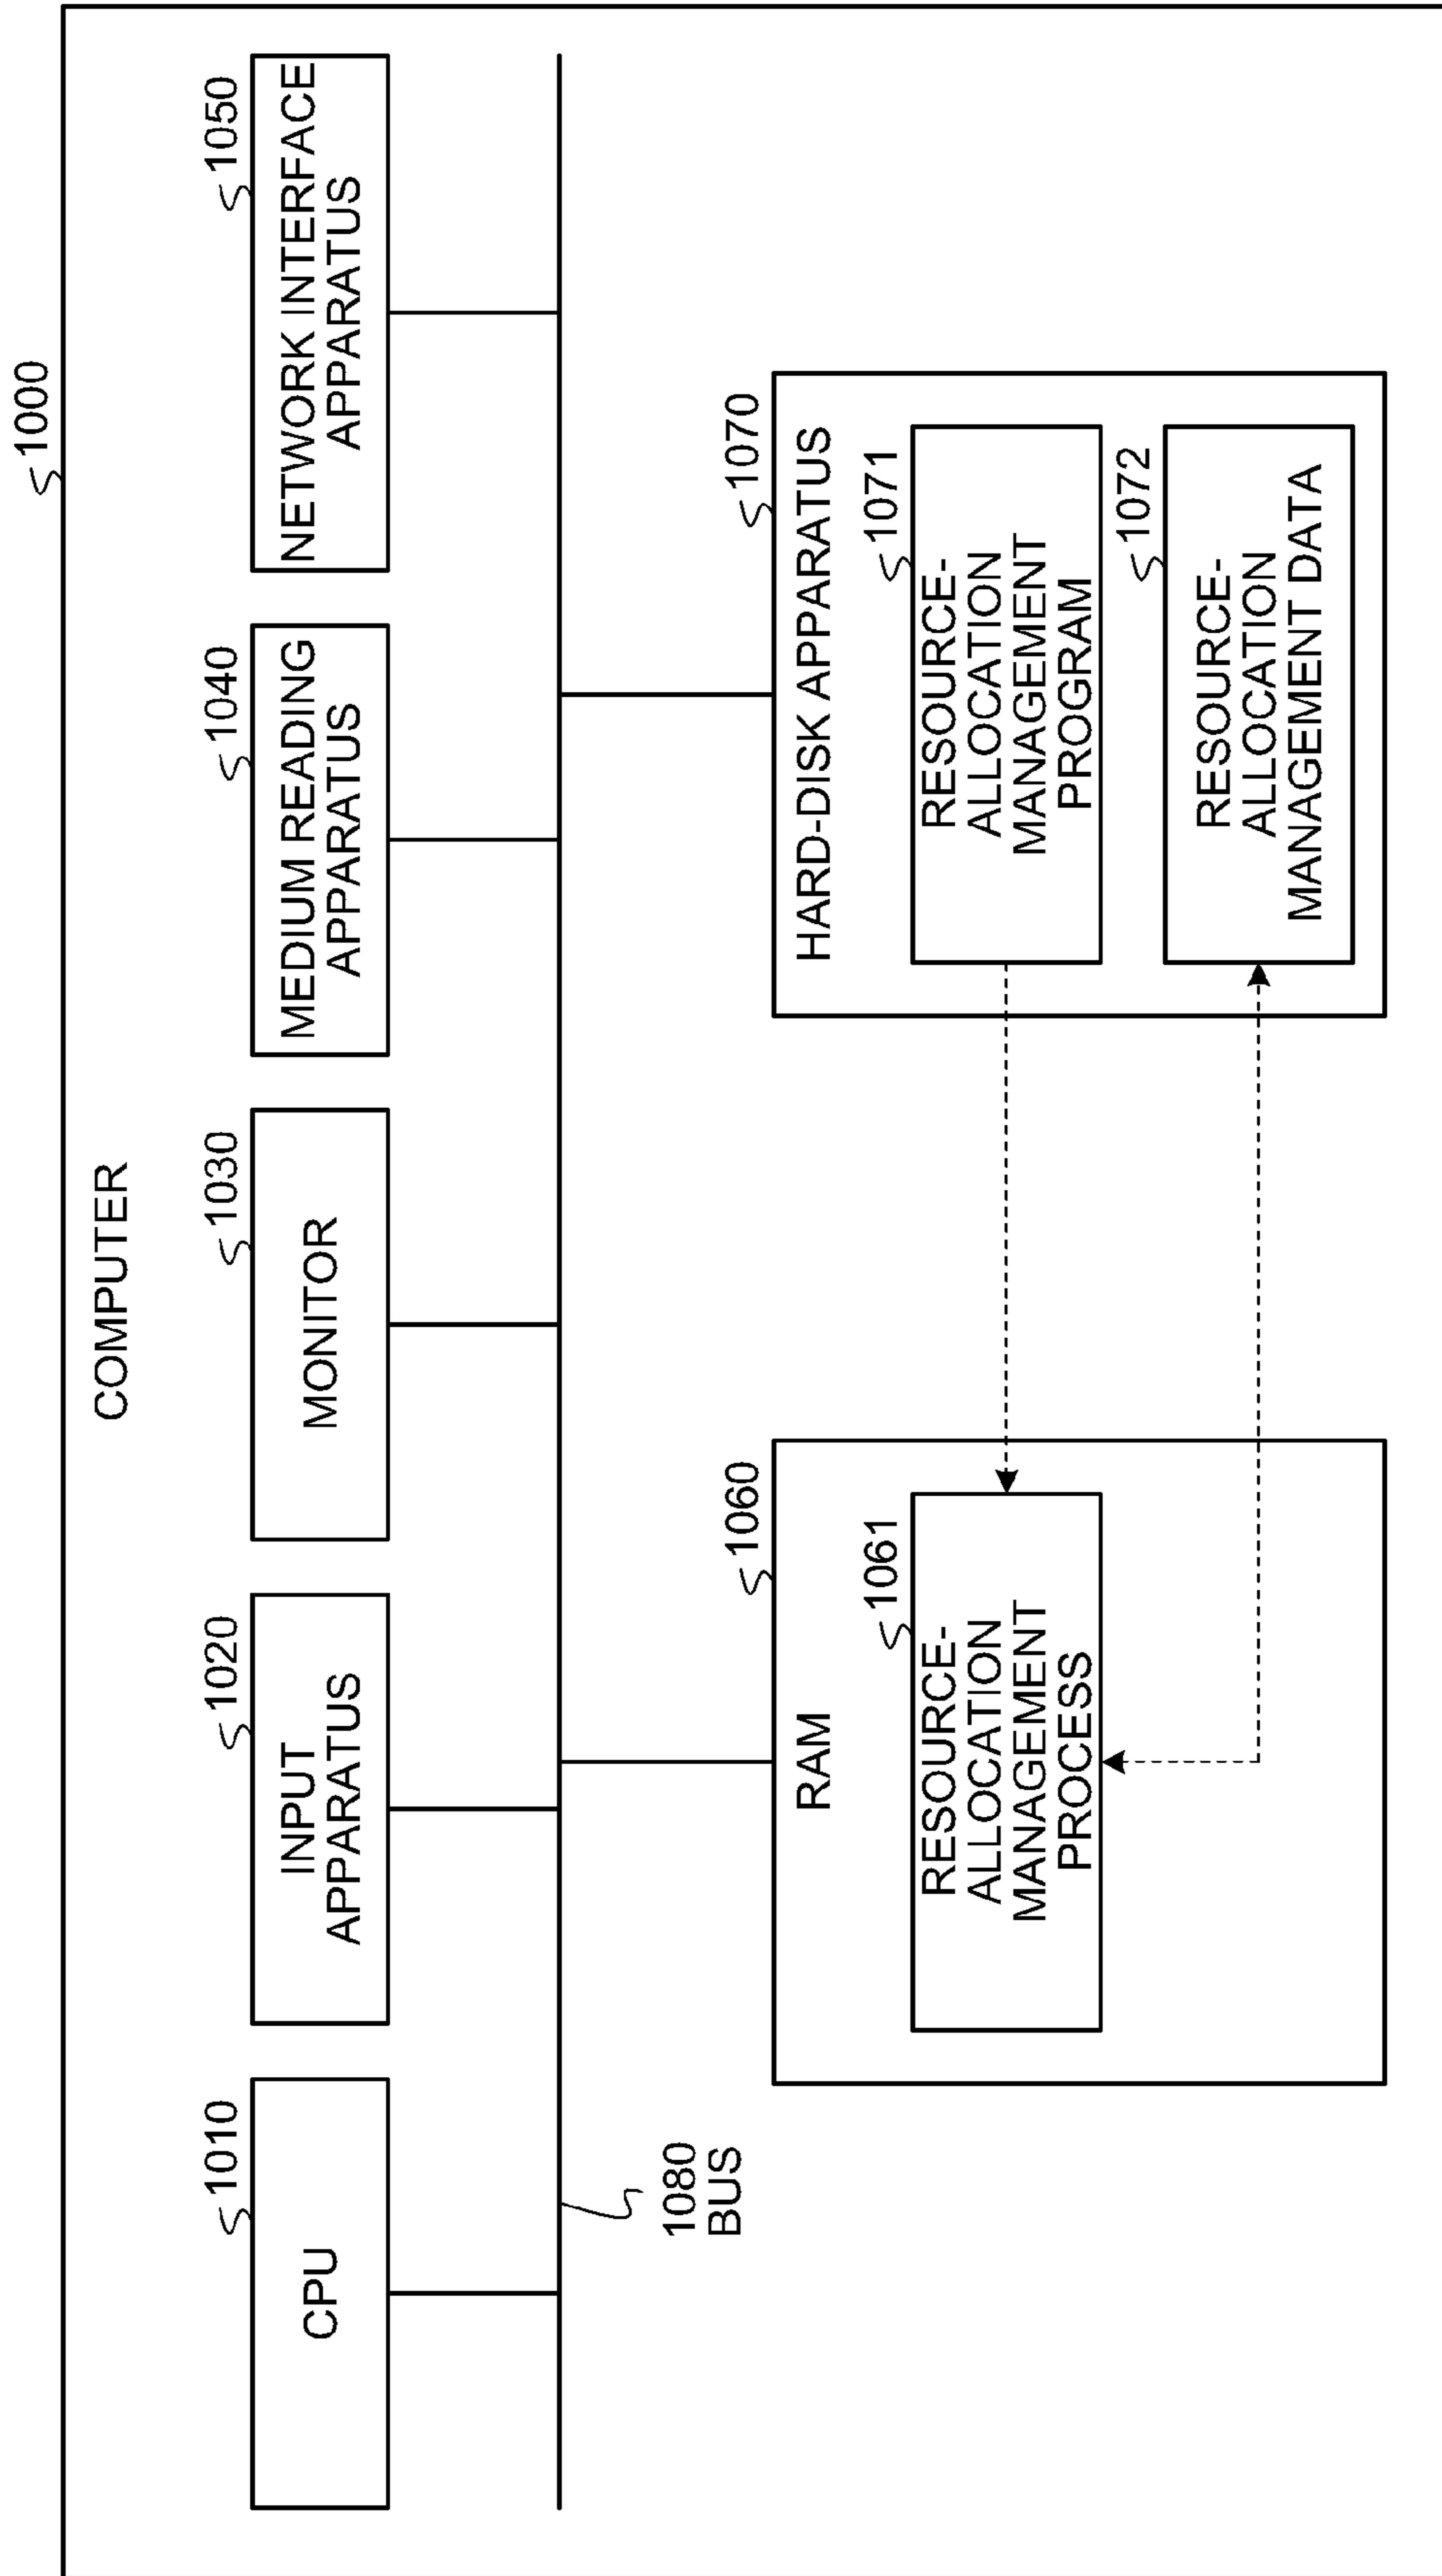 1000
COMPUTER
1010
CPU
1020
INPUT
APPARATUS
1030
MONITOR
1040
MEDIUM READING
APPARATUS
1050
NETWORK INTERFACE
APPARATUS
1080
BUS
1060
RAM
1061
RESOURCE-
ALLOCATION
MANAGEMENT
PROCESS
1070
HARD-DISK APPARATUS
1071
RESOURCE-
ALLOCATION
MANAGEMENT
PROGRAM
1072
RESOURCE-
ALLOCATION
MANAGEMENT DATA